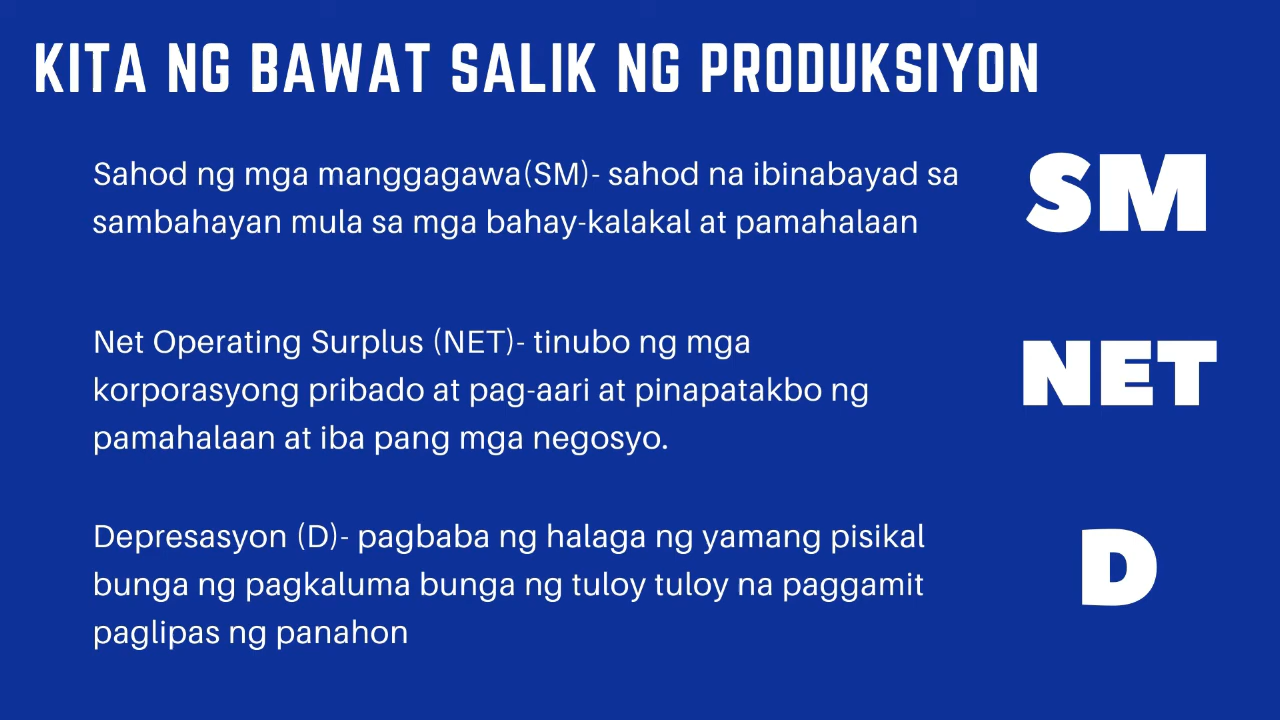 KITA NG BAWAT SALIK NG PRODUKSIYON
Sahod ng mga manggagawa(SM)- sahod na ibinabayad sa
sambahayan mula sa mga bahay-kalakal at pamahalaan
SM
Net Operating Surplus (NET)- tinubo ng mga
korporasyong pribado at pag-aari at pinapatakbo ng
pamahalaan at iba pang mga negosyo.
NET
Depresasyon (D)- pagbaba ng halaga ng yamang pisikal
bunga ng pagkaluma bunga ng tuloy tuloy na paggamit
paglipas ng panahon
D